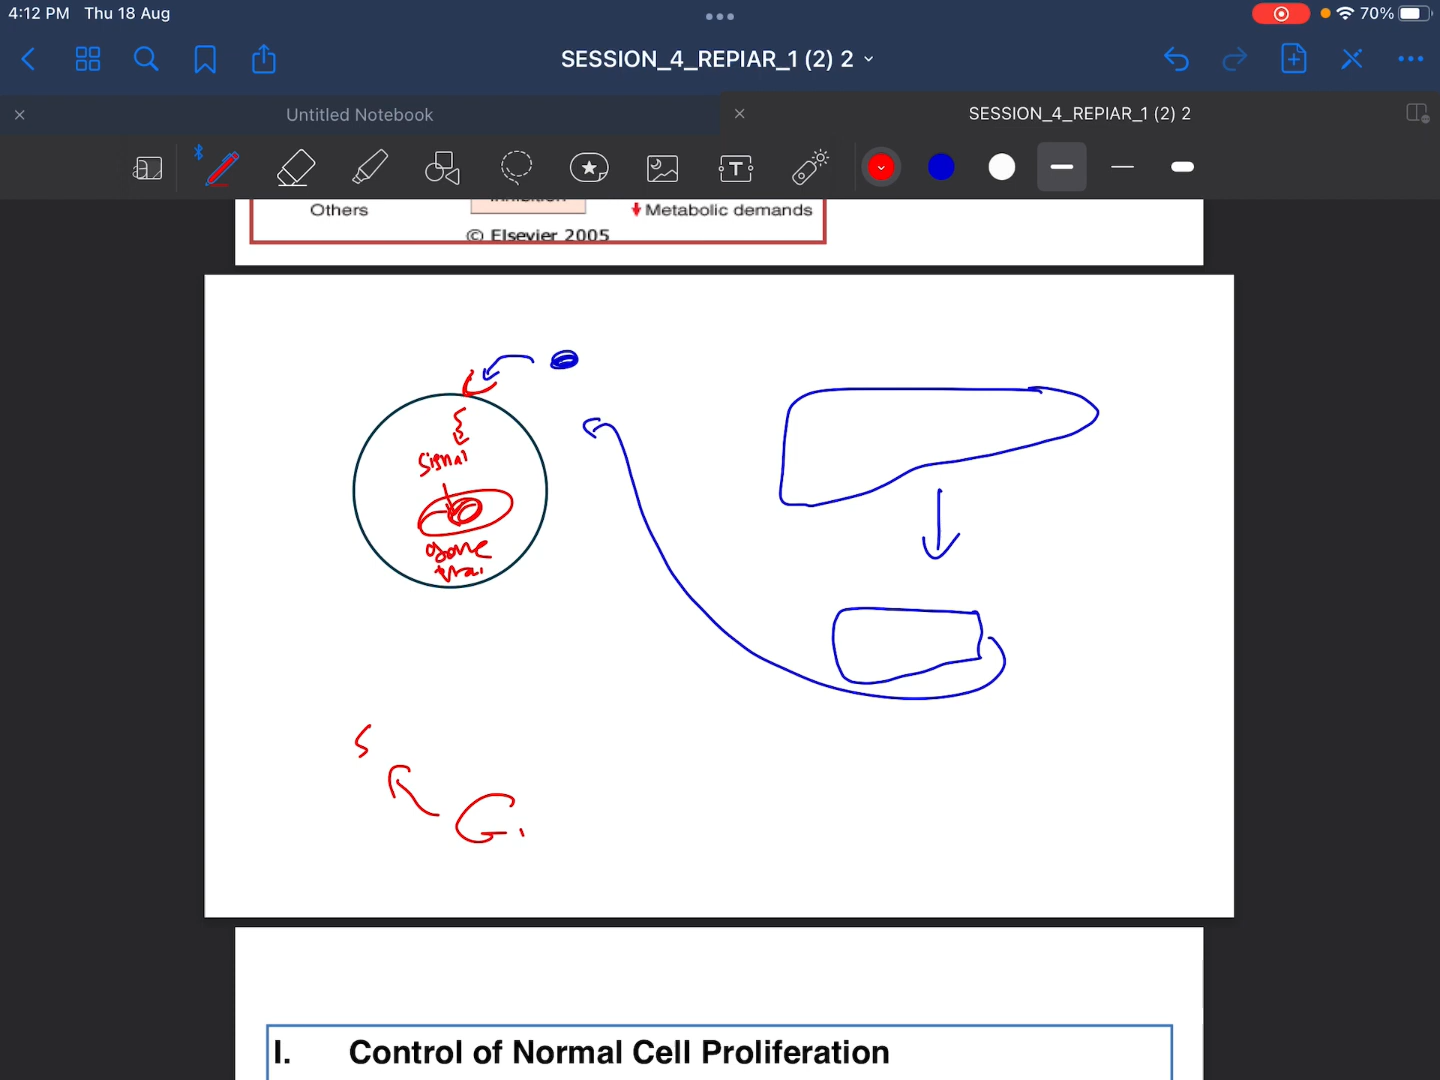 4:12 PM Thu 18 Aug
70%
SESSION_4_REPIAR_1 (2) 2
Untitled Notebook
SESSION_4_REPIAR_1 (2) 2
Others
Metabolic demands
© Elsevier 2005
signal
S
G1
I. Control of Normal Cell Proliferation